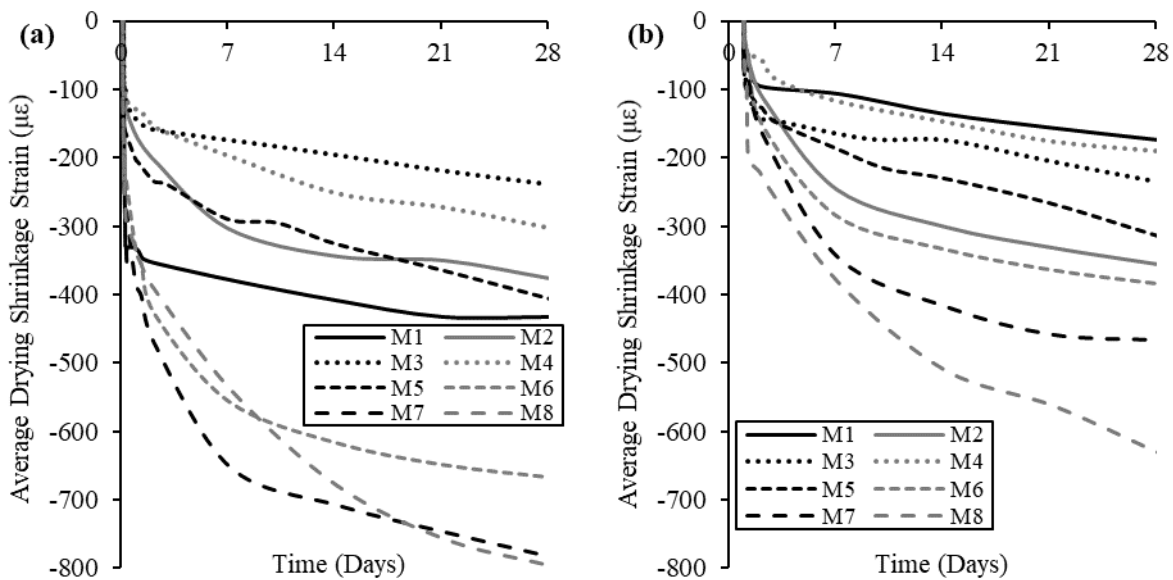 (a)
Average Drying Shrinkage Strain (με)
0
-100
-200
-300
-400
-500
-600
-700
-800
0 7 14 21 28
M1 M2
M3 M4
M5 M6
M7 M8
Time (Days)
(b)
Average Drying Shrinkage Strain (με)
0
-100
-200
-300
-400
-500
-600
-700
-800
0 7 14 21 28
M1 M2
M3 M4
M5 M6
M7 M8
Time (Days)